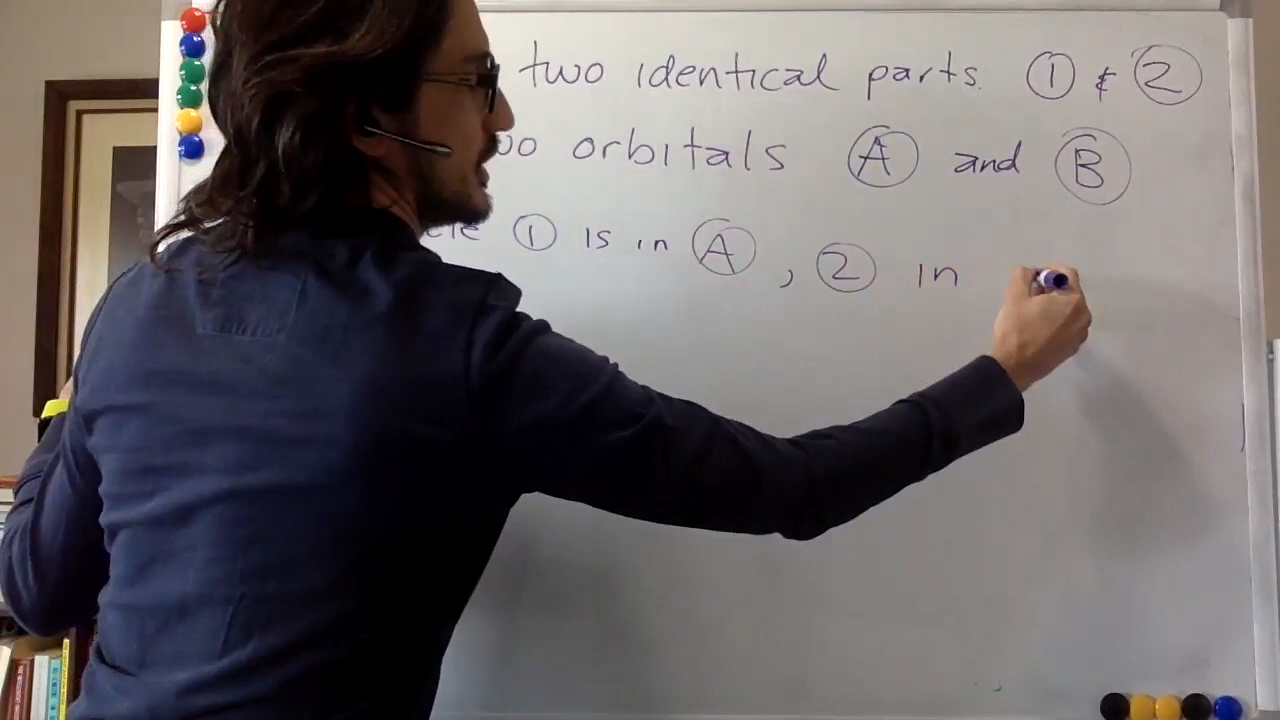 two identical parts. ① & ②
orbitals Ⓐ and Ⓑ
① is in Ⓐ, ② in